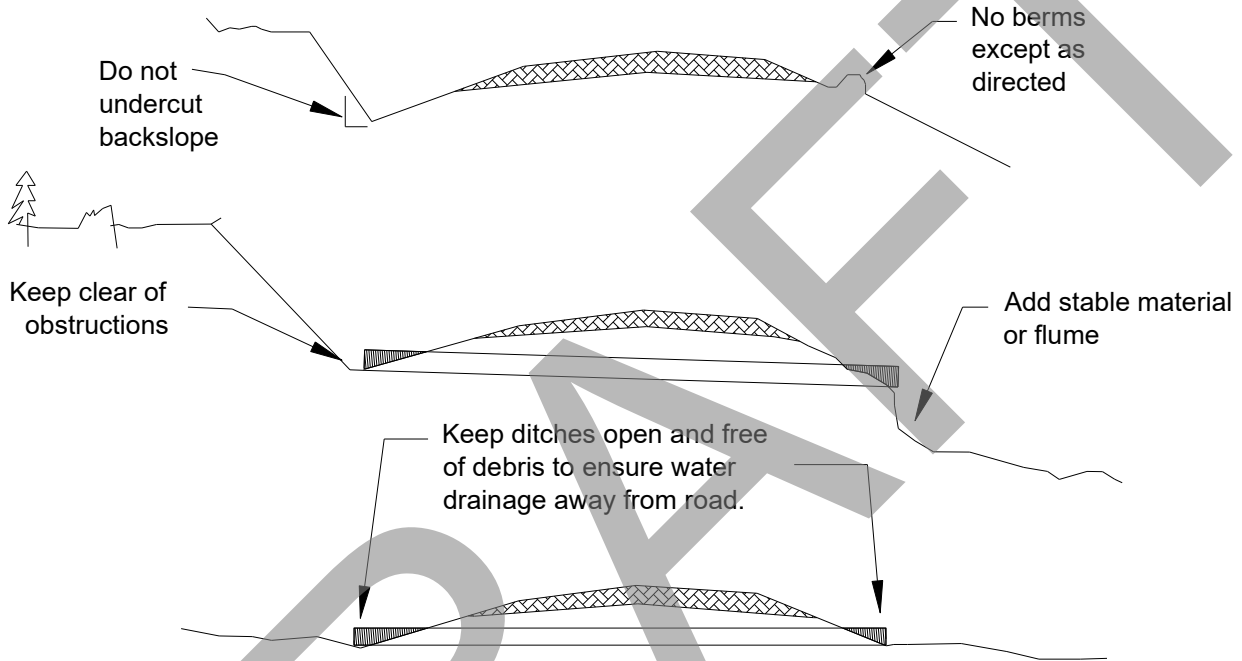 No berms
except as
directed
Do not
undercut
backslope
Keep clear of
obstructions
Add stable material
or flume
Keep ditches open and free
of debris to ensure water
drainage away from road.
DRAFT